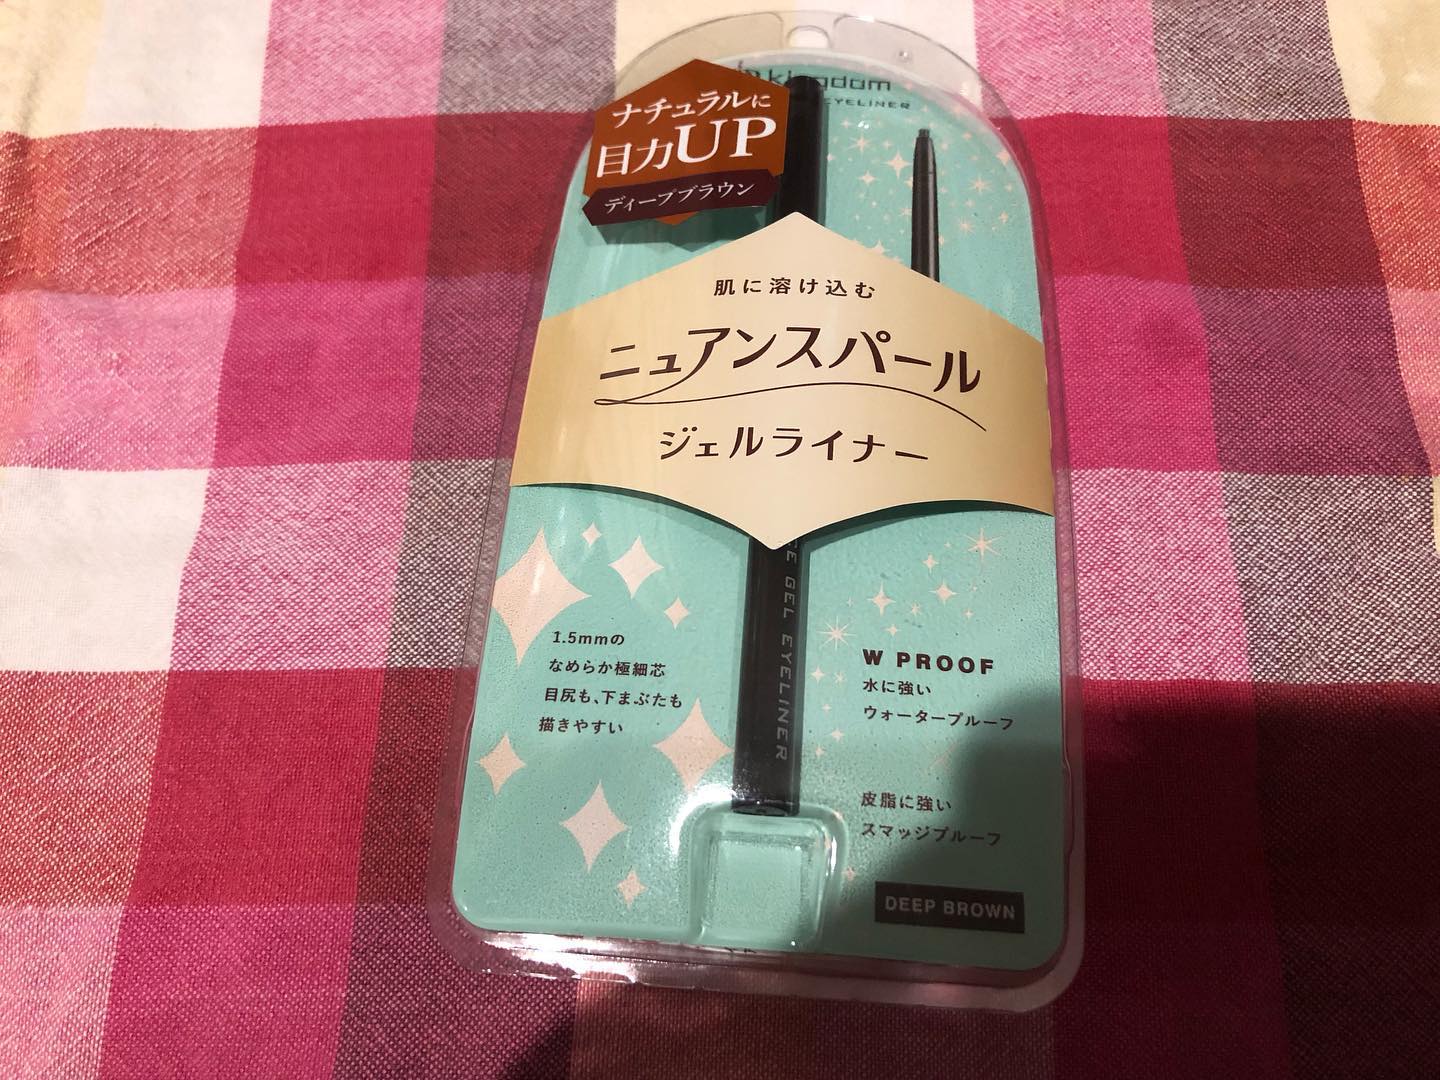 kingdom
EYELINER
ナチュラルに
目力UP
ディープブラウン
肌に溶け込む
ニュアンスパール
ジェルライナー
GEL EYELINER
1.5mmの
なめらか極細芯
目尻も、下まぶたも
描きやすい
W PROOF
水に強い
ウォータープルーフ
皮脂に強い
スマッジプルーフ
DEEP BROWN